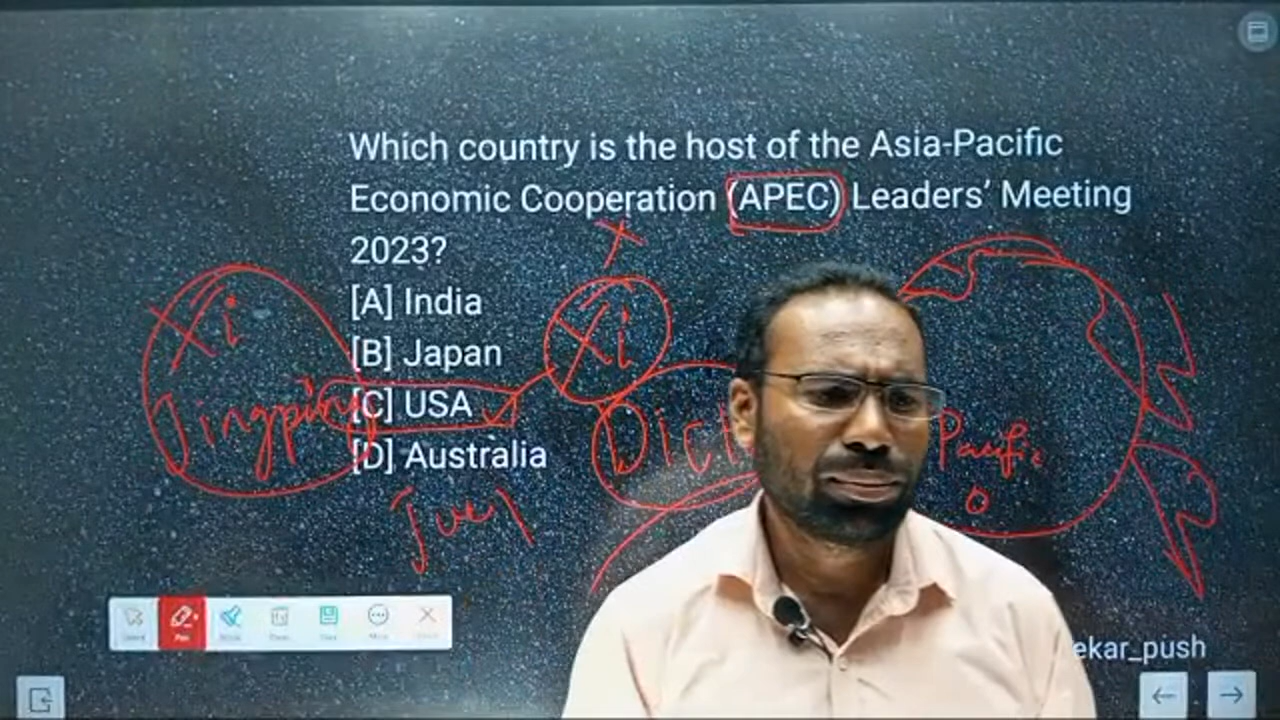 Which country is the host of the Asia-Pacific
Economic Cooperation (APEC) Leaders’ Meeting
2023?
[A] India
[B] Japan
[C] USA
[D] Australia
Xi
Jingping
Xi
Pacific
O
ekar_push